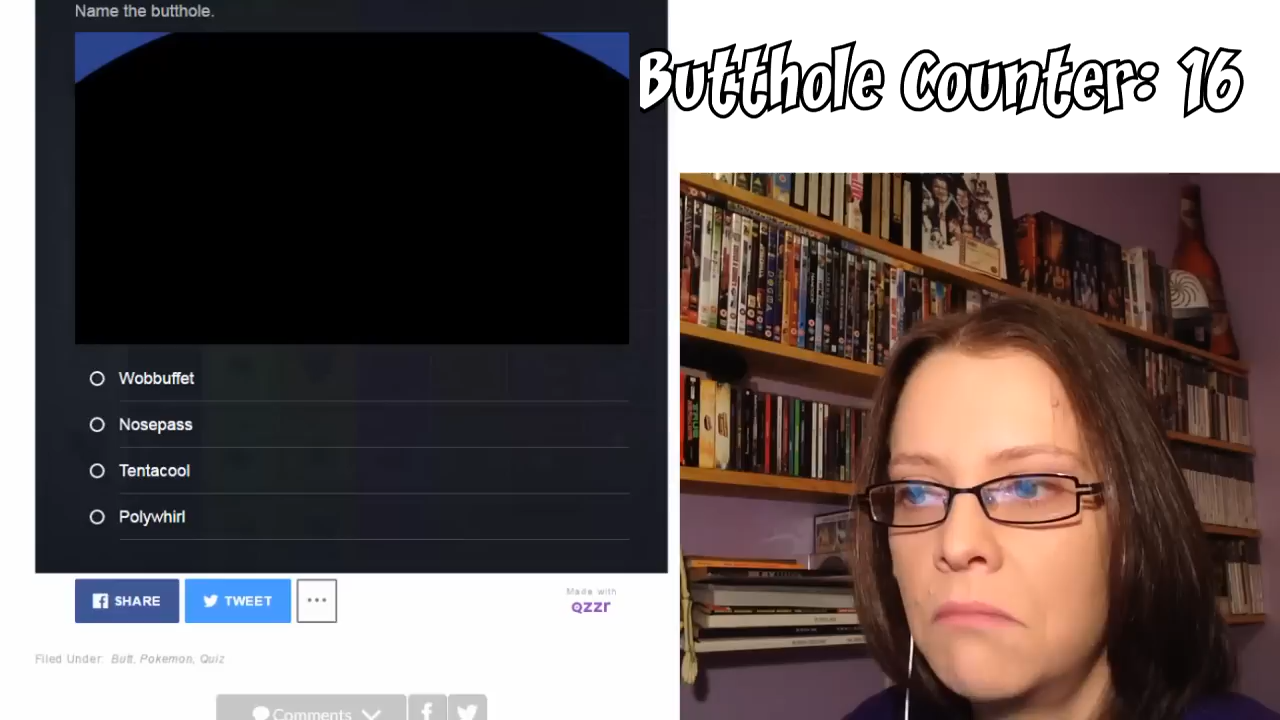 Name the butthole.
Butthole Counter: 16
Wobbuffet
Nosepass
Tentacool
Polywhirl
SHARE
TWEET
Made with
qzzr
Filed Under: Butt, Pokemon, Quiz
Comments